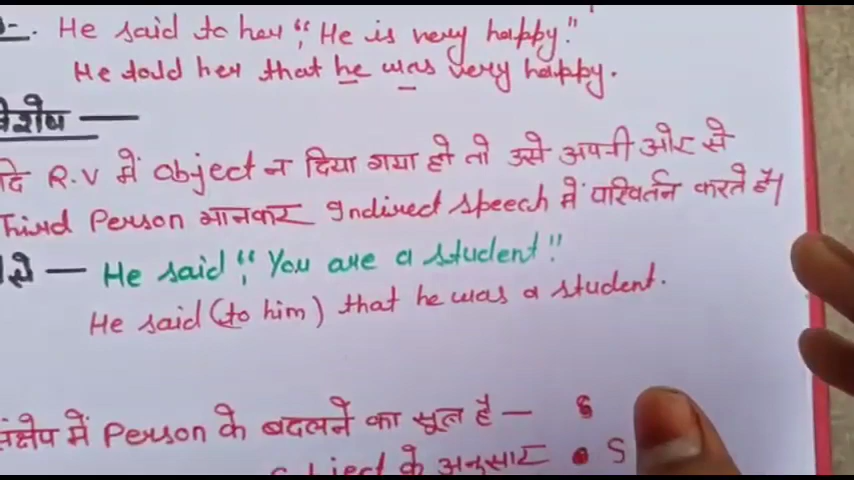 He said to her, "He is very happy."
He told her that he was very happy.
विशेष —
यदि R.V में object न दिया गया हो तो उसे अपनी ओर से
Third Person मानकर Indirect speech में परिवर्तन करते है।
जैसे — He said, "You are a student."
He said (to him) that he was a student.
संक्षेप में Person के बदलने का सूत्र है — S
के अनुसार S